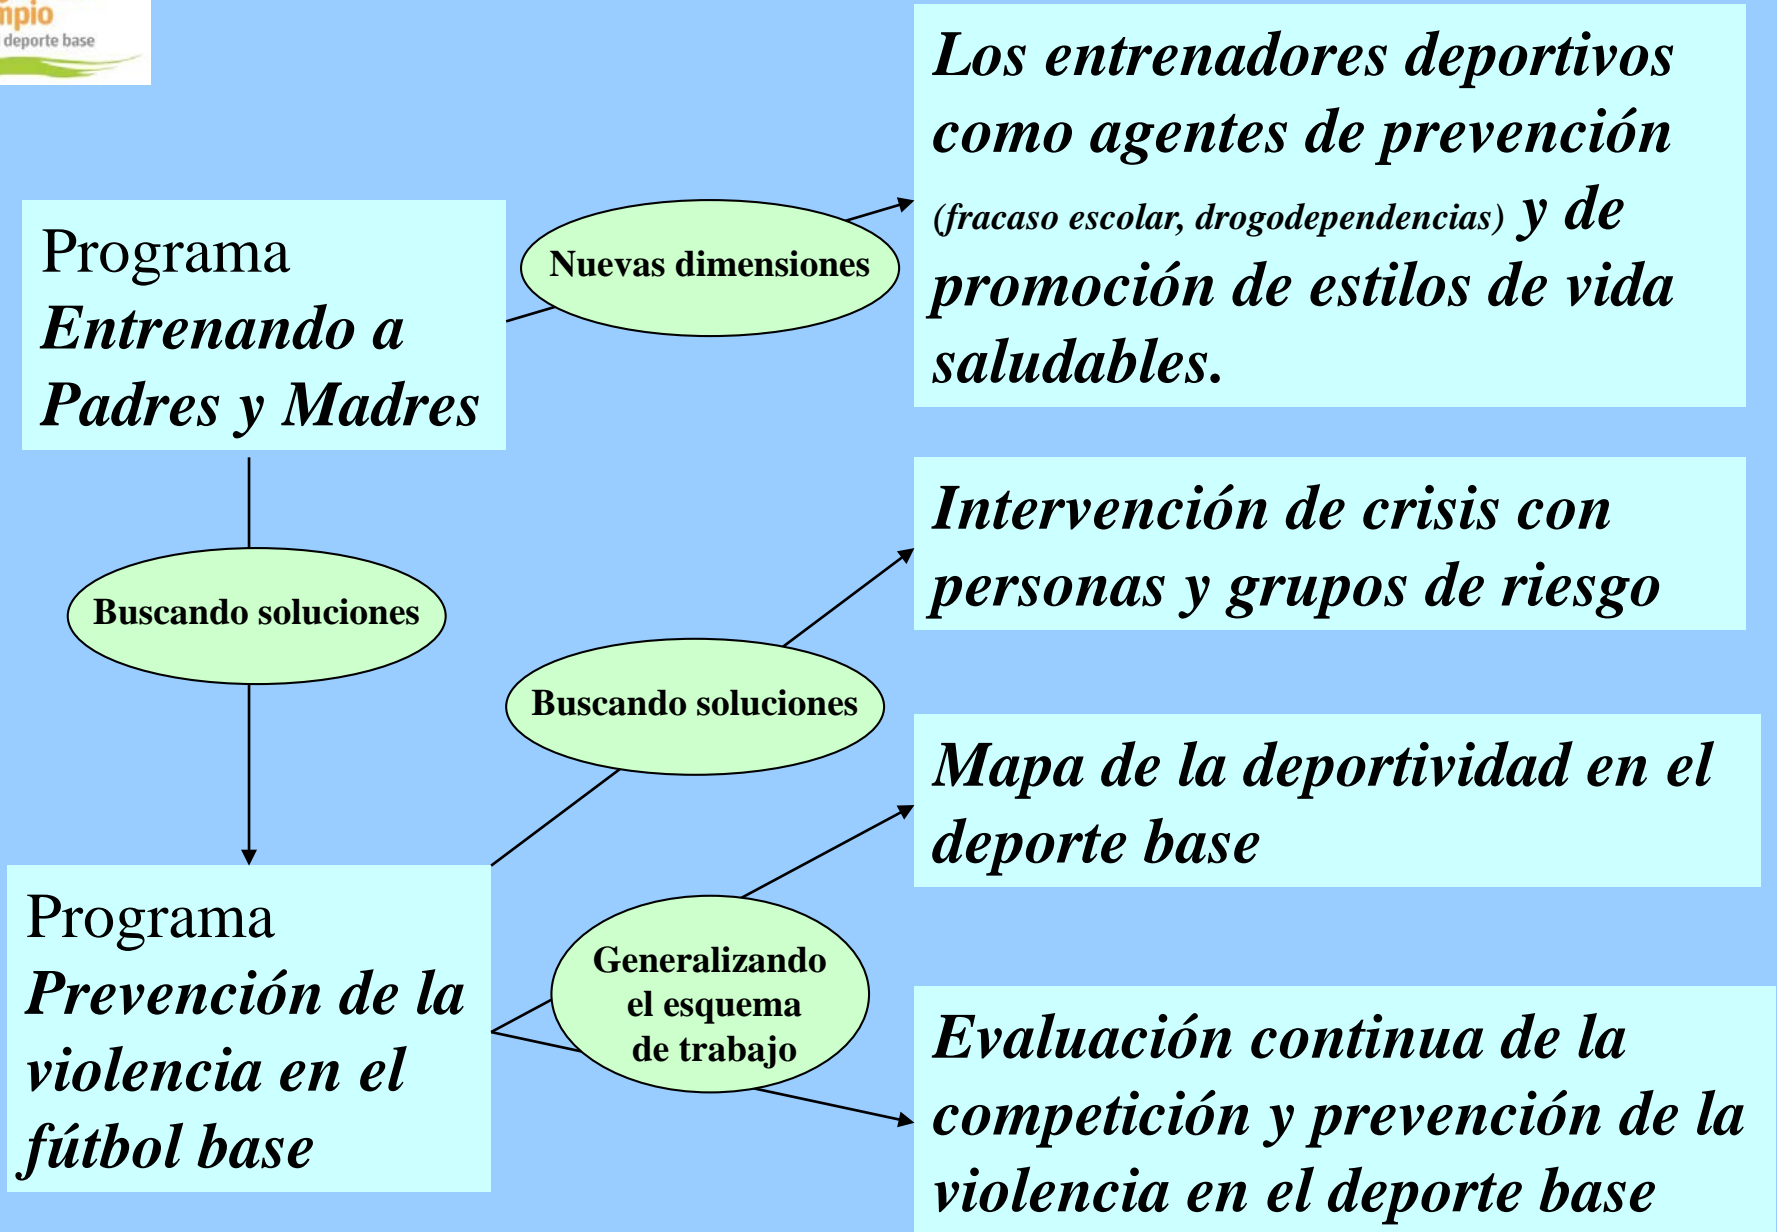 deporte base
Programa
Entrenando a
Padres y Madres
Nuevas dimensiones
Los entrenadores deportivos
como agentes de prevención
(fracaso escolar, drogodependencias) y de
promoción de estilos de vida
saludables.
Buscando soluciones
Intervención de crisis con
personas y grupos de riesgo
Buscando soluciones
Mapa de la deportividad en el
deporte base
Programa
Prevención de la
violencia en el
fútbol base
Generalizando
el esquema
de trabajo
Evaluación continua de la
competición y prevención de la
violencia en el deporte base